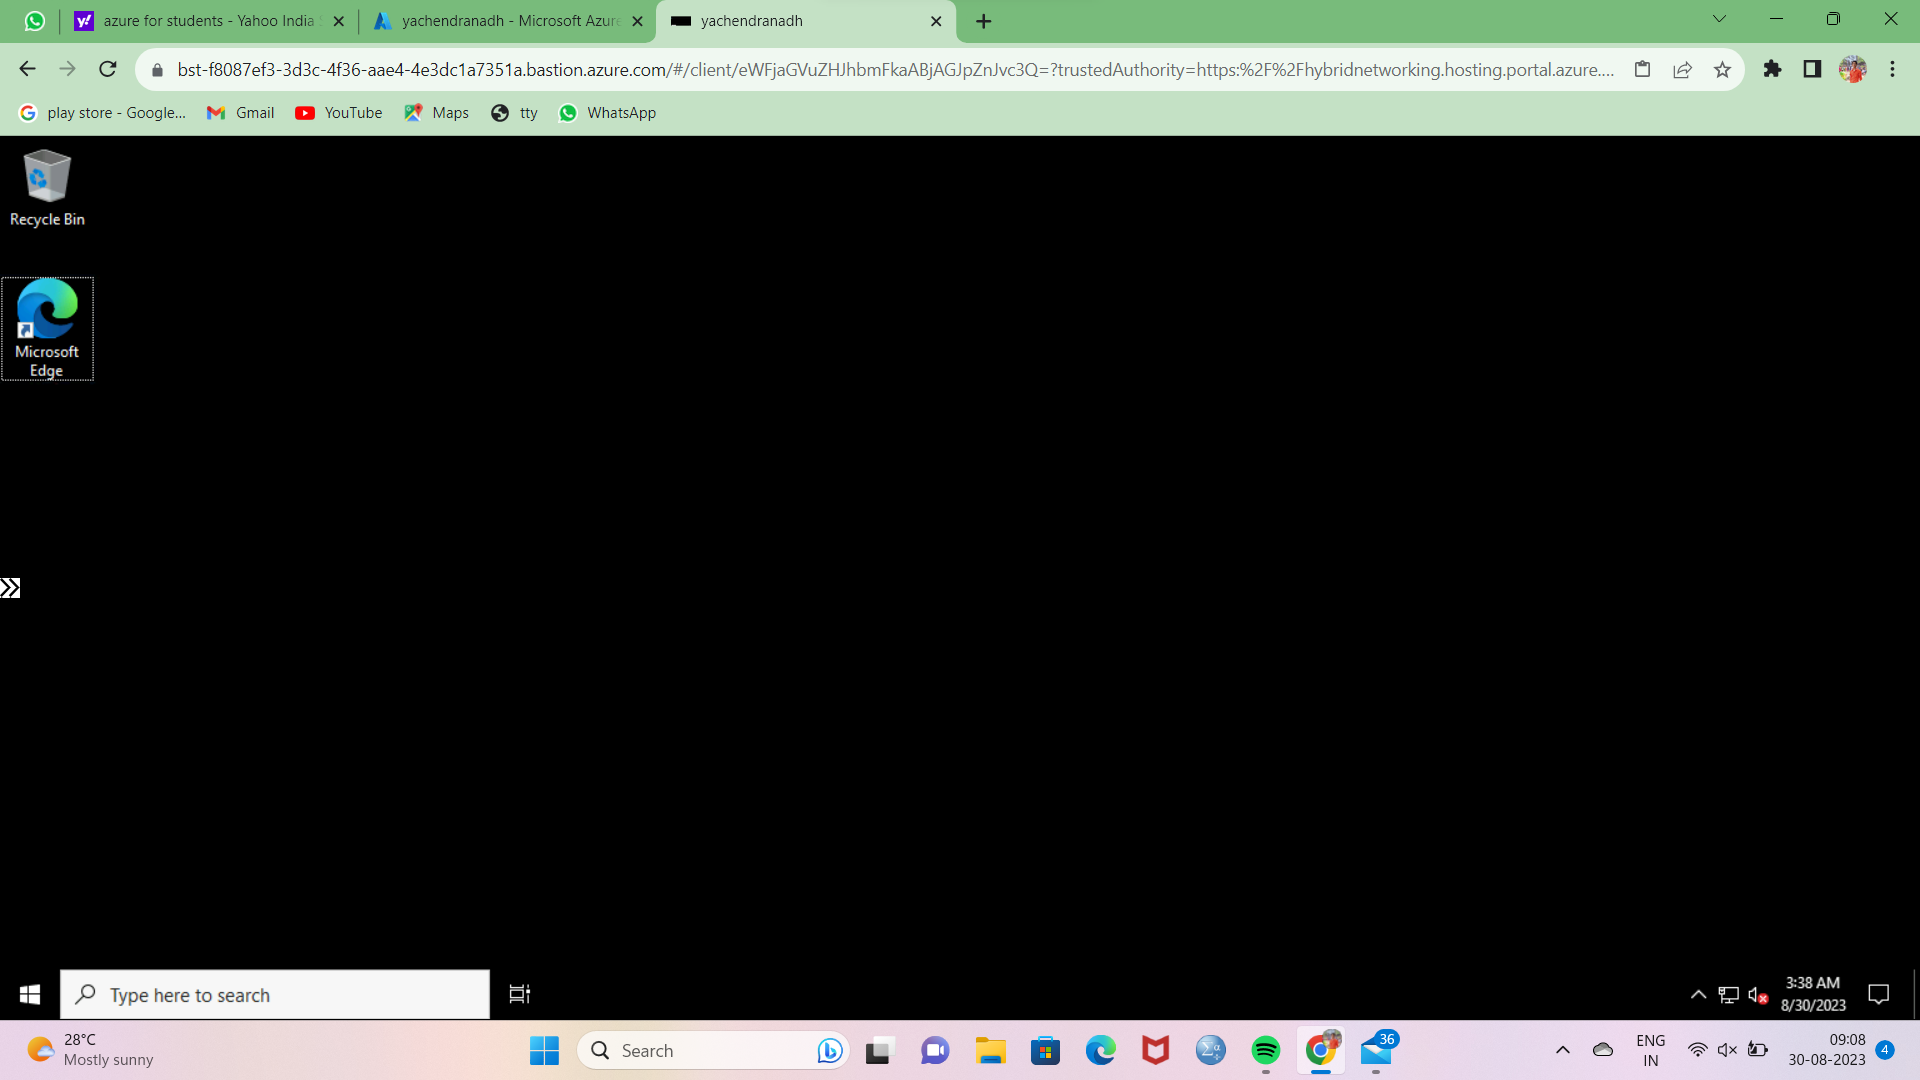 azure for students - Yahoo India
yachendranadh - Microsoft Azure
yachendranadh
bst-f8087ef3-3d3c-4f36-aae4-4e3dc1a7351a.bastion.azure.com/#/client/eWFjaGVuZHJhbmFkaABjAGJpZnJvc3Q=?trustedAuthority=https:%2F%2Fhybridnetworking.hosting.portal.azure....
play store - Google...
Gmail
YouTube
Maps
tty
WhatsApp
Recycle Bin
Microsoft
Edge
Type here to search
3:38 AM
8/30/2023
28°C
Mostly sunny
Search
36
ENG
IN
09:08
30-08-2023
4